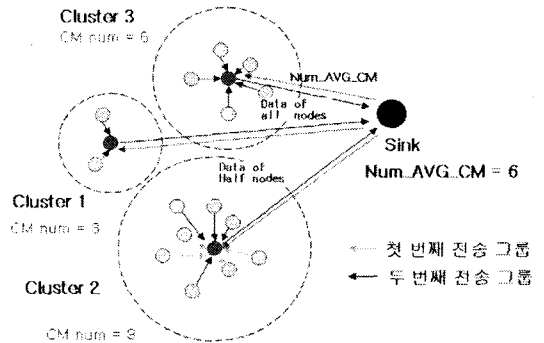 Cluster 3
CM num = 6
Num_AVG_CM
Data of
all nodes
Sink
Num_AVG_CM = 6
Data of
Half nodes
Cluster 1
CM num = 3
첫 번째 전송 그룹
두 번째 전송 그룹
Cluster 2
CM num = 9